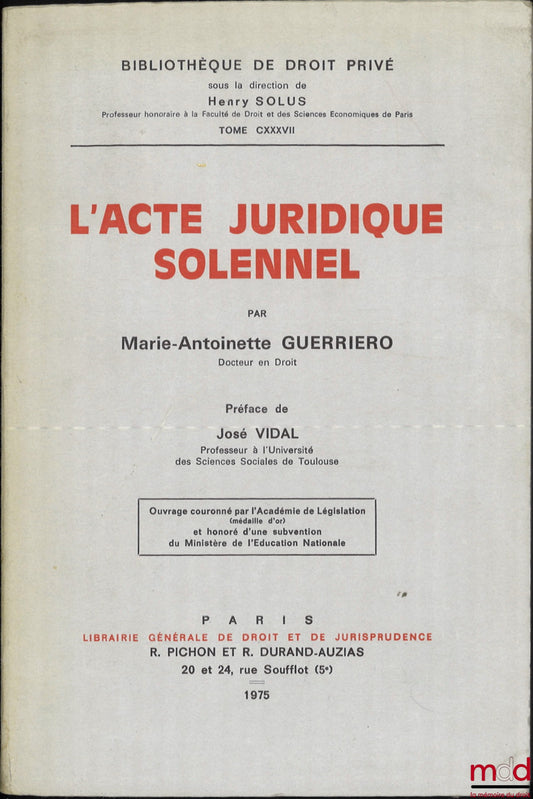 BIBLIOTHÈQUE DE DROIT PRIVÉ
sous la direction de
Henry SOLUS
Professeur honoraire à la Faculté de Droit et des Sciences Economiques de Paris
TOME CXXXVII
L'ACTE JURIDIQUE
SOLENNEL
PAR
Marie-Antoinette GUERRIERO
Docteur en Droit
Préface de
José VIDAL
Professeur à l'Université
des Sciences Sociales de Toulouse
Ouvrage couronné par l'Académie de Législation
(médaille d'or)
et honoré d'une subvention
du Ministère de l'Education Nationale
PARIS
LIBRAIRIE GÉNÉRALE DE DROIT ET DE JURISPRUDENCE
R. PICHON ET R. DURAND-AUZIAS
20 et 24, rue Soufflot (5e)
1975
mdd
la mémoire du droit